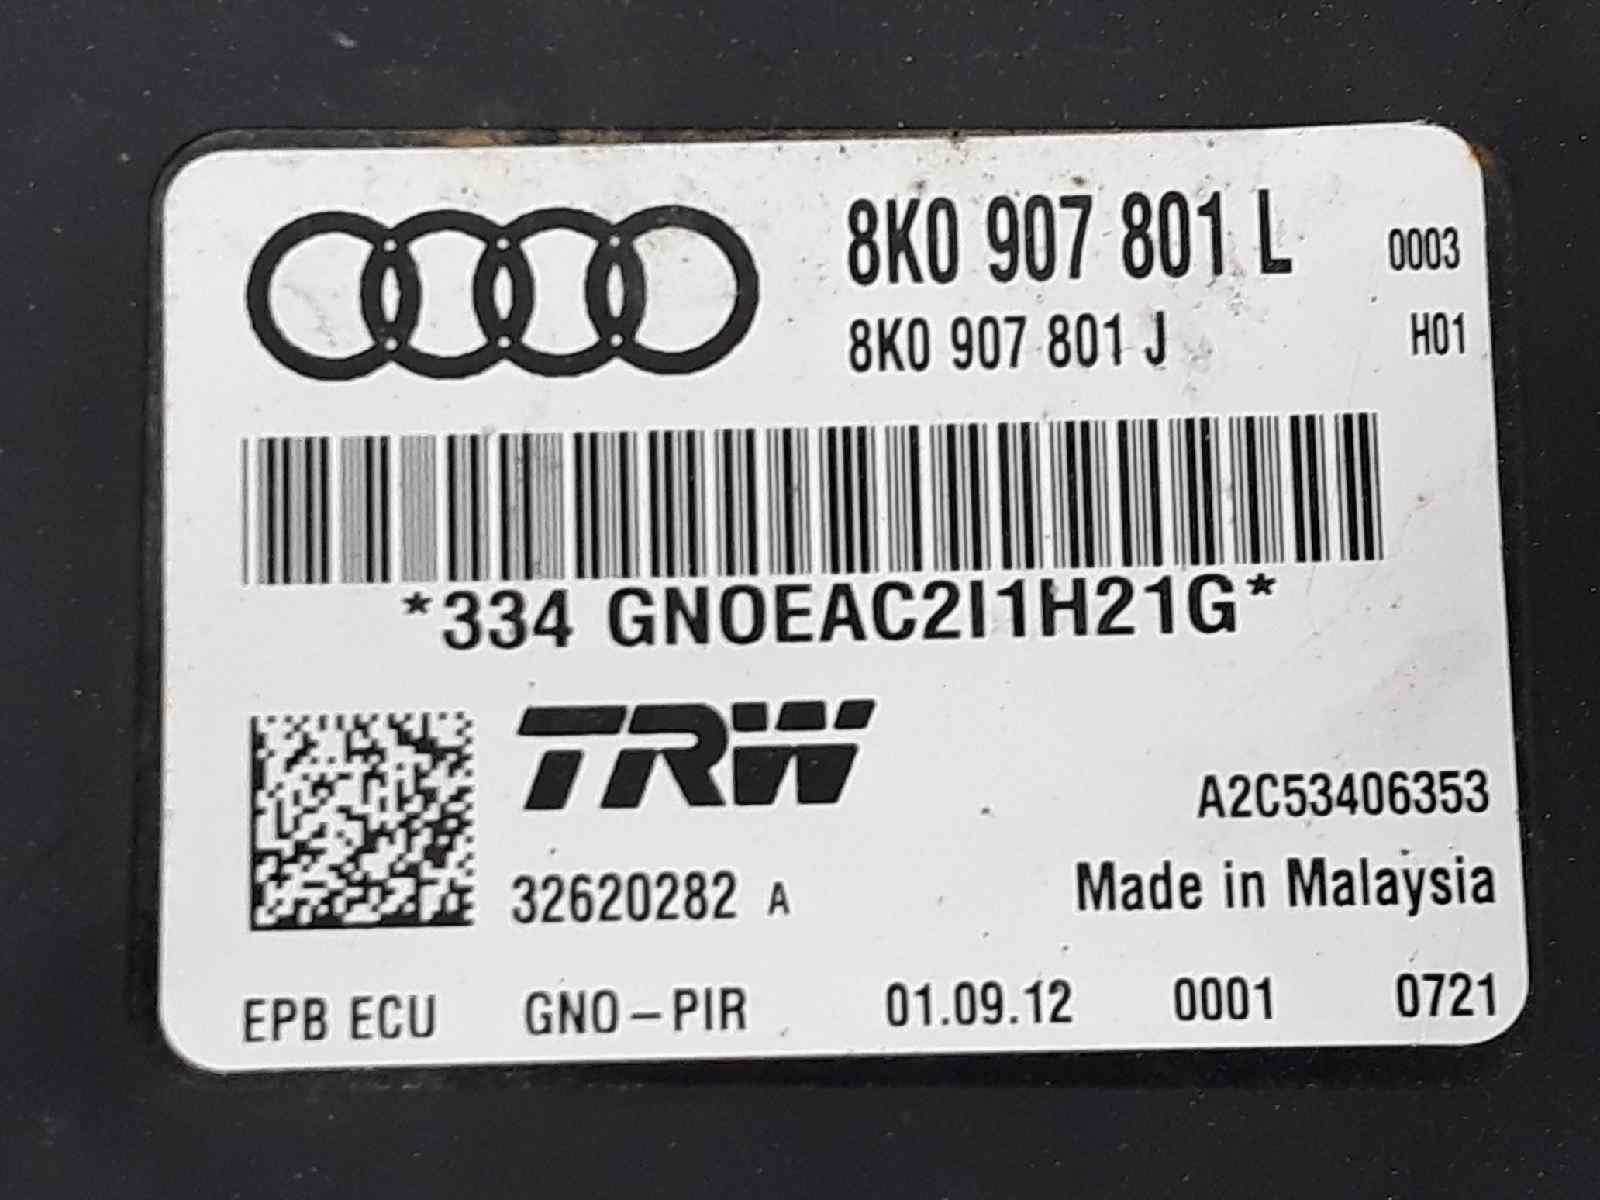 8K0 907 801 L 0003
8K0 907 801 J H01
*334 GNOEAC2I1H21G*
TRW
A2C53406353
32620282 A
Made in Malaysia
EPB ECU GNO-PIR 01.09.12 0001 0721